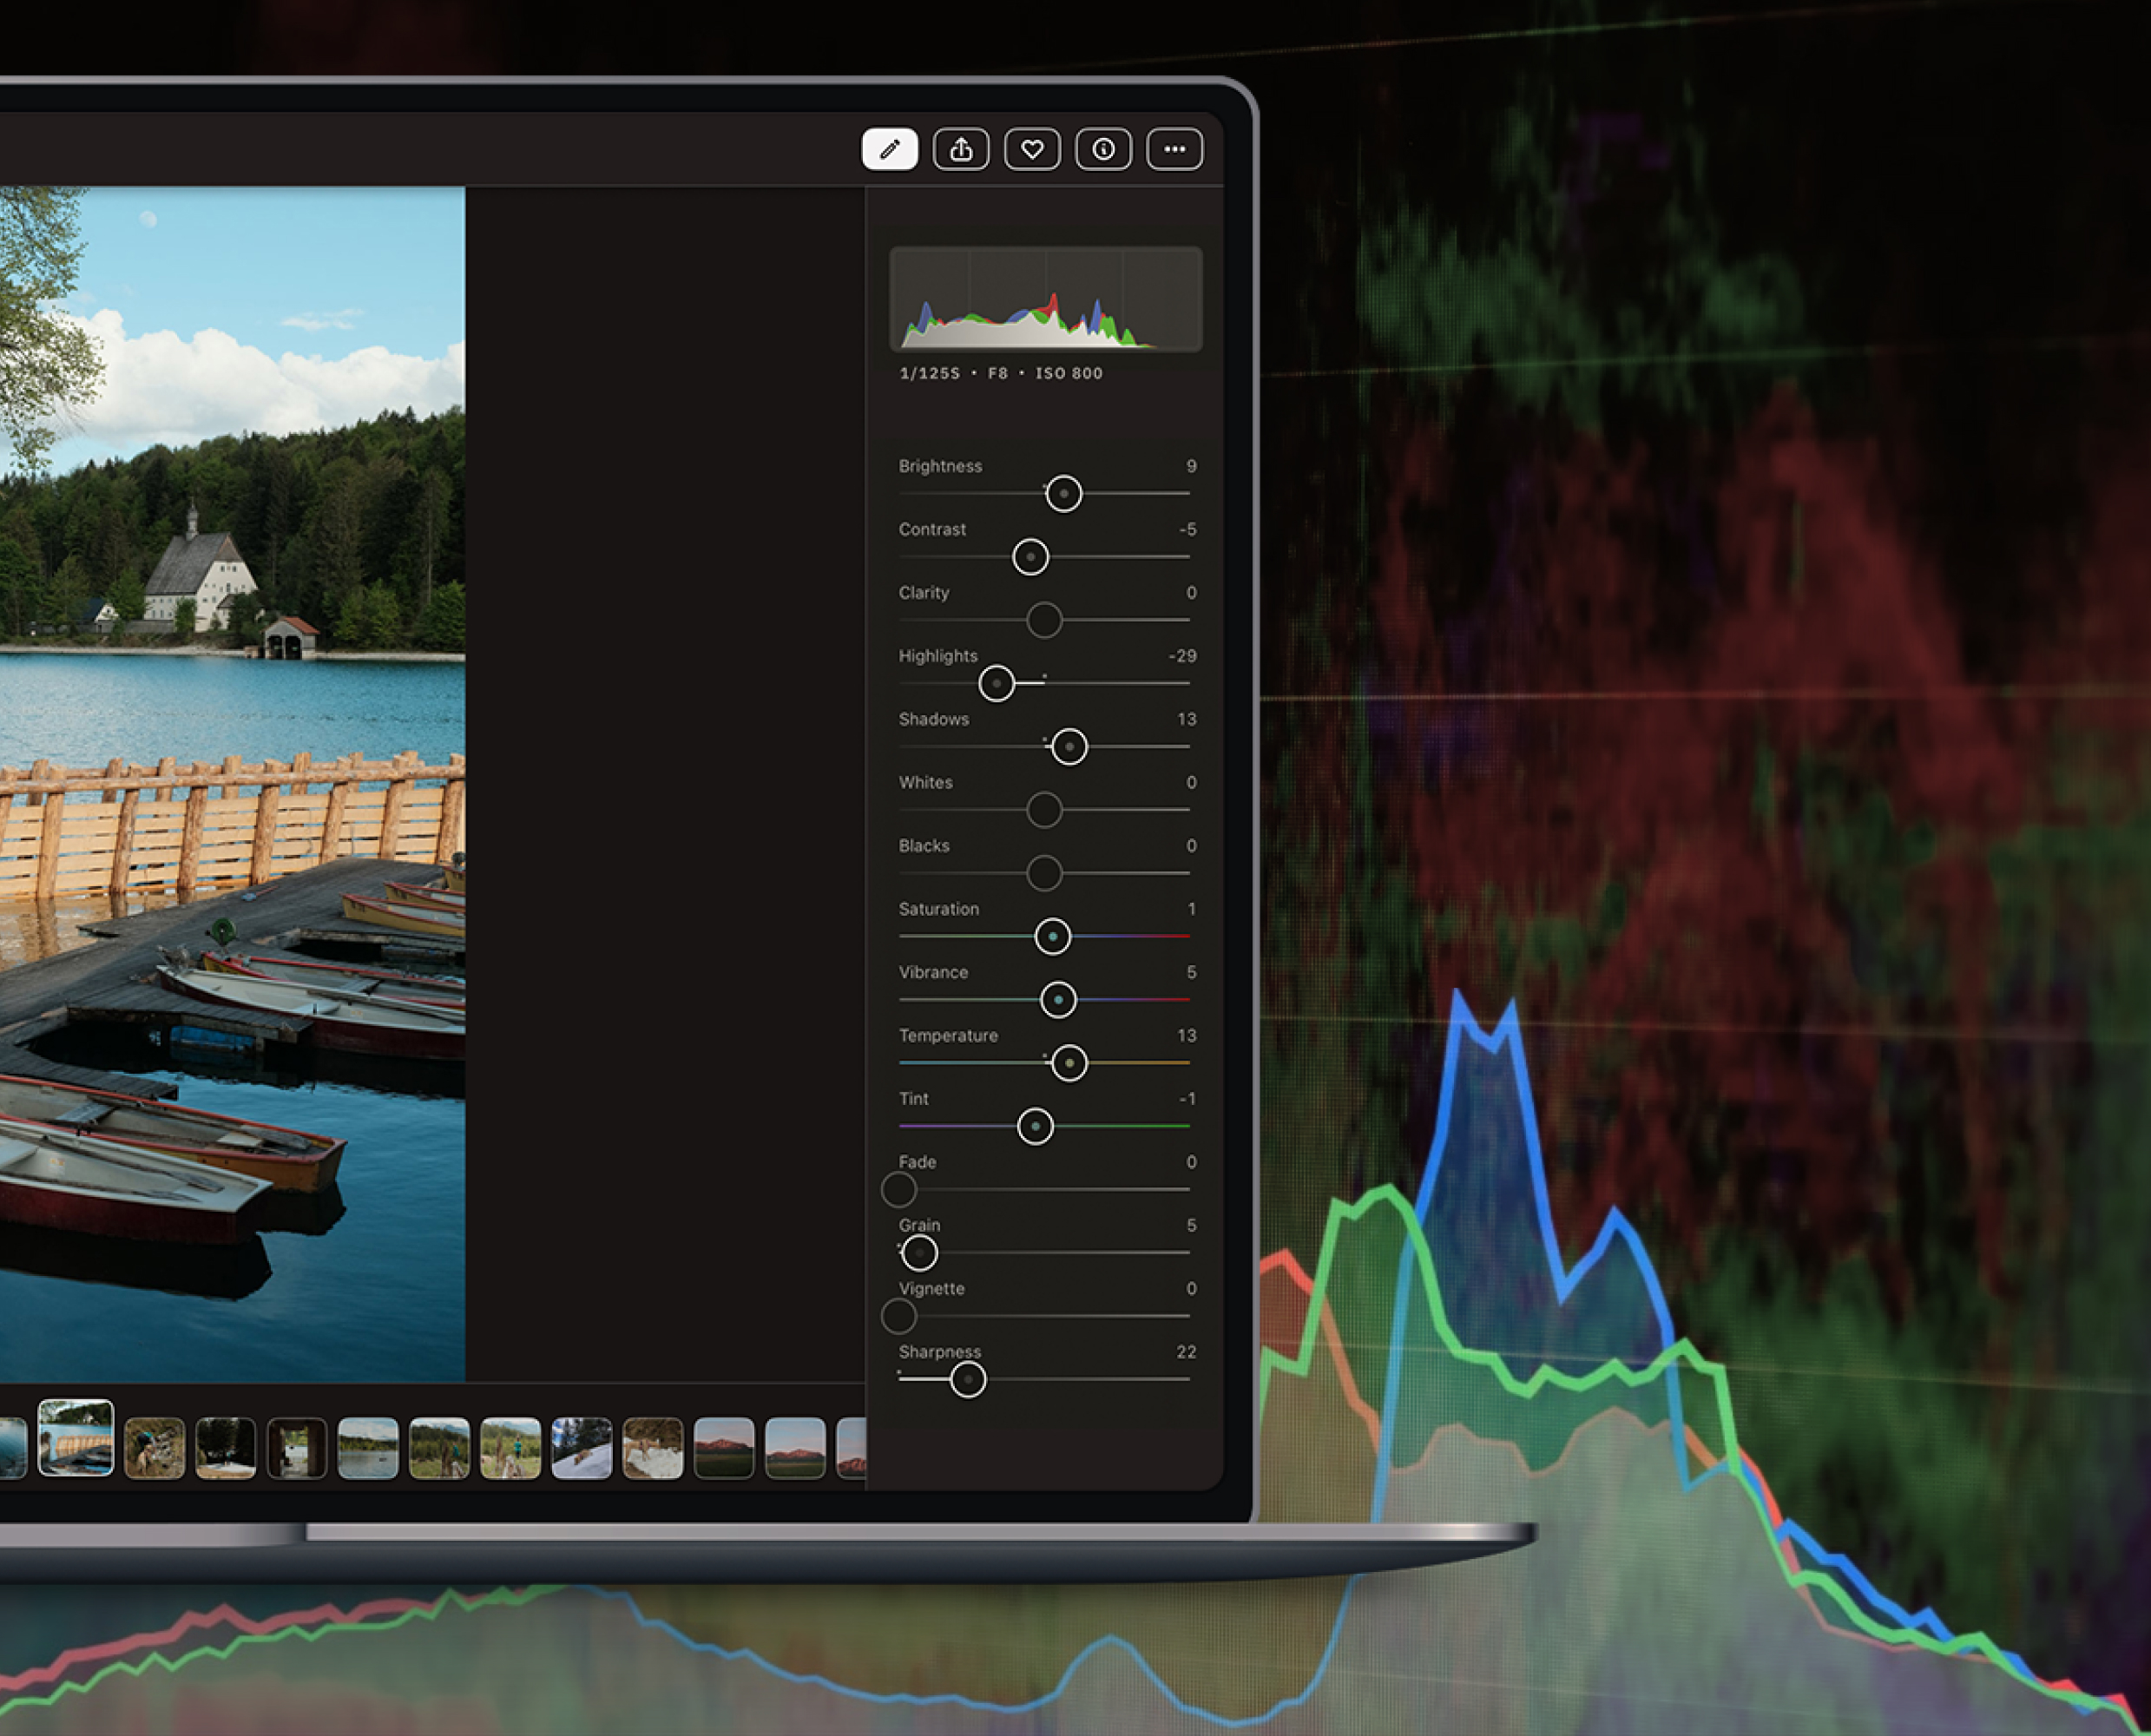 1/125S • F8 • ISO 800
Brightness 9
Contrast -5
Clarity 0
Highlights -29
Shadows 13
Whites 0
Blacks 0
Saturation 1
Vibrance 5
Temperature 13
Tint -1
Fade 0
Grain 5
Vignette 0
Sharpness 22